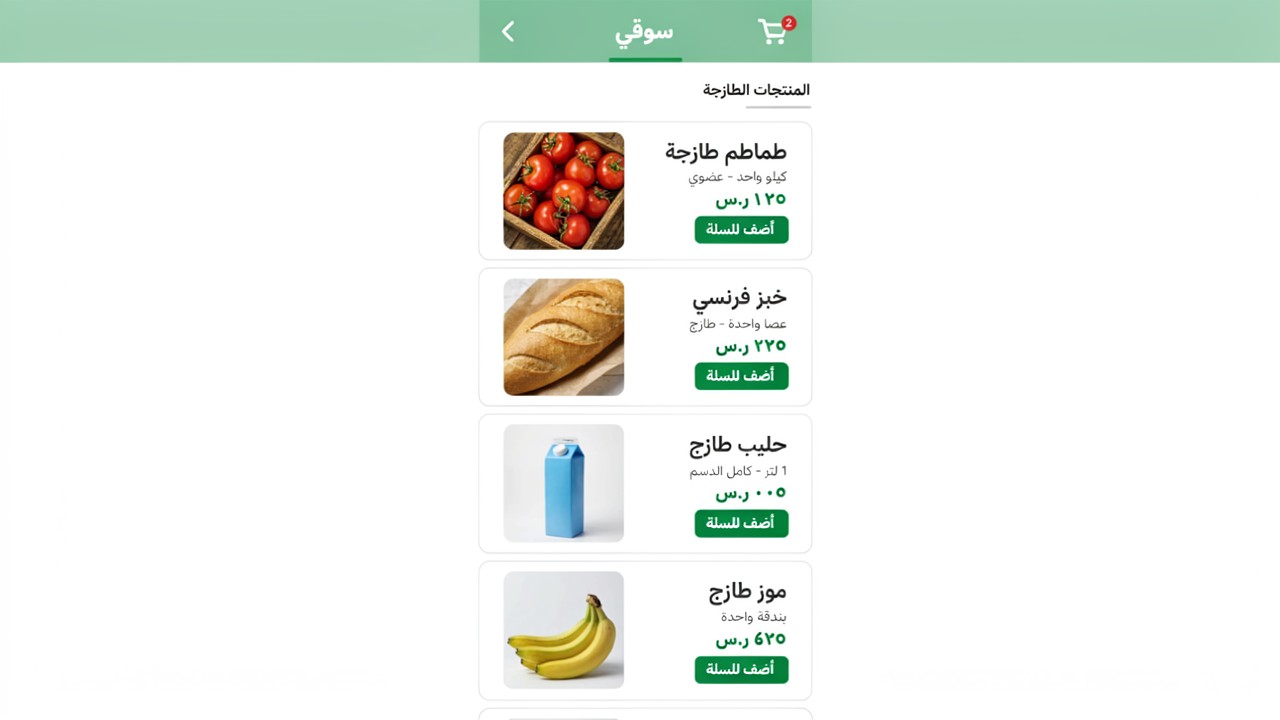 سوقي
2
المنتجات الطازجة
طماطم طازجة
كيلو واحد - عضوي
١٢٥ ر.س
أضف للسلة
خبز فرنسي
عصا واحدة - طازج
٢٢٥ ر.س
أضف للسلة
حليب طازج
1 لتر - كامل الدسم
٠٠٥ ر.س
أضف للسلة
موز طازج
بندقة واحدة
٦٢٥ ر.س
أضف للسلة